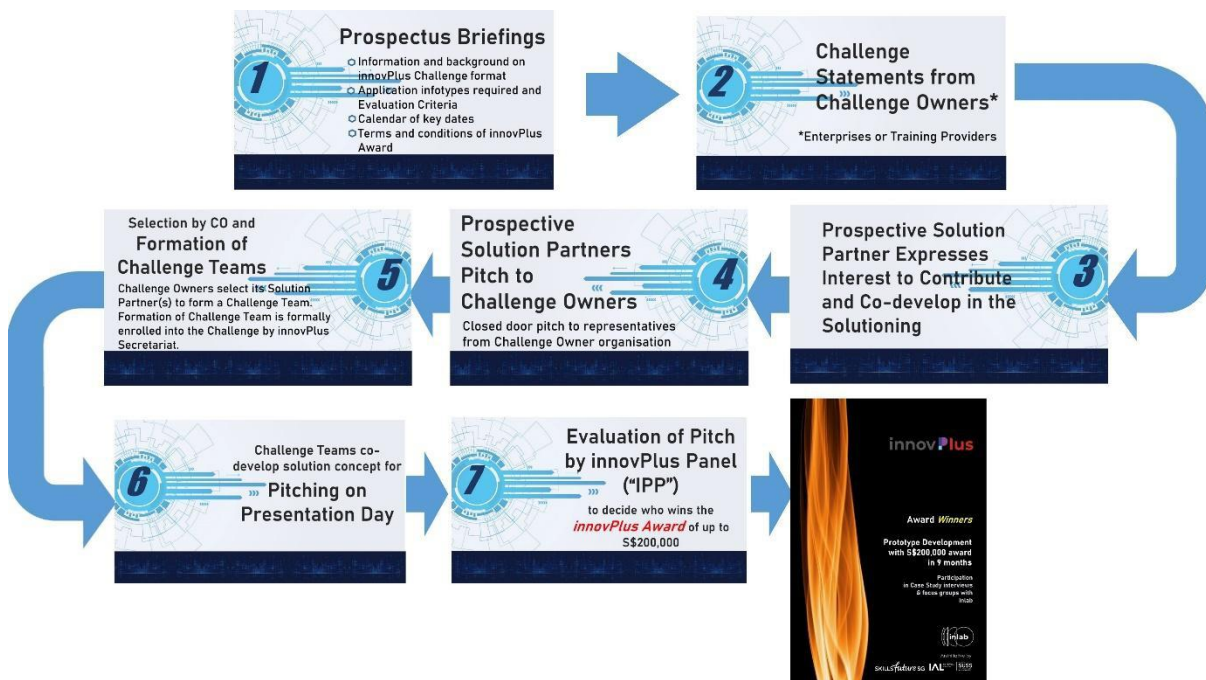 1
Prospectus Briefings
Information and background on
innovPlus Challenge format
Application infotypes required and
Evaluation Criteria
Calendar of key dates
Terms and conditions of innovPlus
Award
2
Challenge
Statements from
Challenge Owners*
*Enterprises or Training Providers
3
Prospective Solution
Partner Expresses
Interest to Contribute
and Co-develop in the
Solutioning
4
Prospective
Solution Partners
Pitch to
Challenge Owners
Closed door pitch to representatives
from Challenge Owner organisation
5
Selection by CO and
Formation of
Challenge Teams
Challenge Owners select its Solution
Partner(s) to form a Challenge Team.
Formation of Challenge Team is formally
enrolled into the Challenge by innovPlus
Secretariat.
6
Challenge Teams co-
develop solution concept for
Pitching on
Presentation Day
7
Evaluation of Pitch
by innovPlus Panel
(“IPP”)
to decide who wins the
innovPlus Award of up to
S$200,000
innovPlus
Award Winners
Prototype Development
with S$200,000 award
in 9 months
Participation
in Case Study interviews
& focus groups with
inlab
inlab
SKILLSfuture SG IAL SUSS